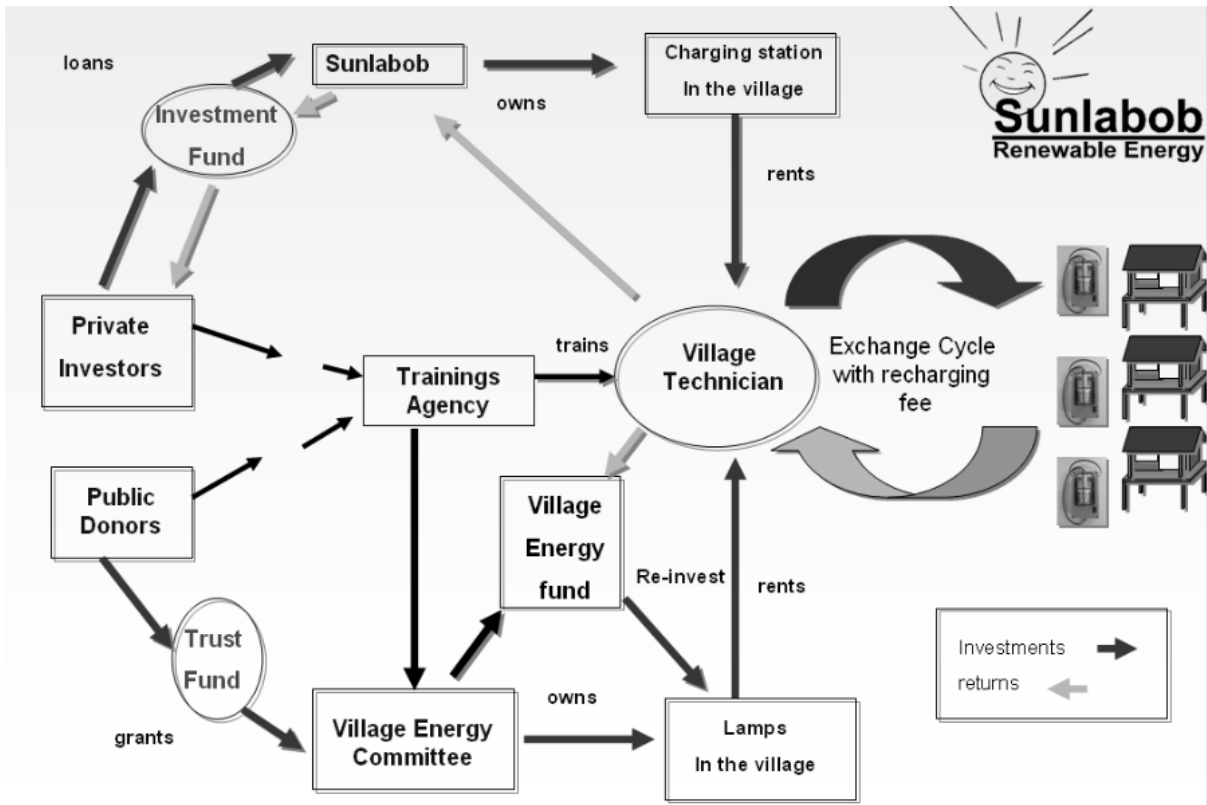 loans
Sunlabob
owns
Charging station
In the village
Sunlabob
Renewable Energy
Investment
Fund
rents
Private
Investors
Trainings
Agency
trains
Village
Technician
Exchange Cycle
with recharging
fee
Public
Donors
Village
Energy
fund
Re-invest
rents
Trust
Fund
grants
Village Energy
Committee
owns
Lamps
In the village
Investments
returns